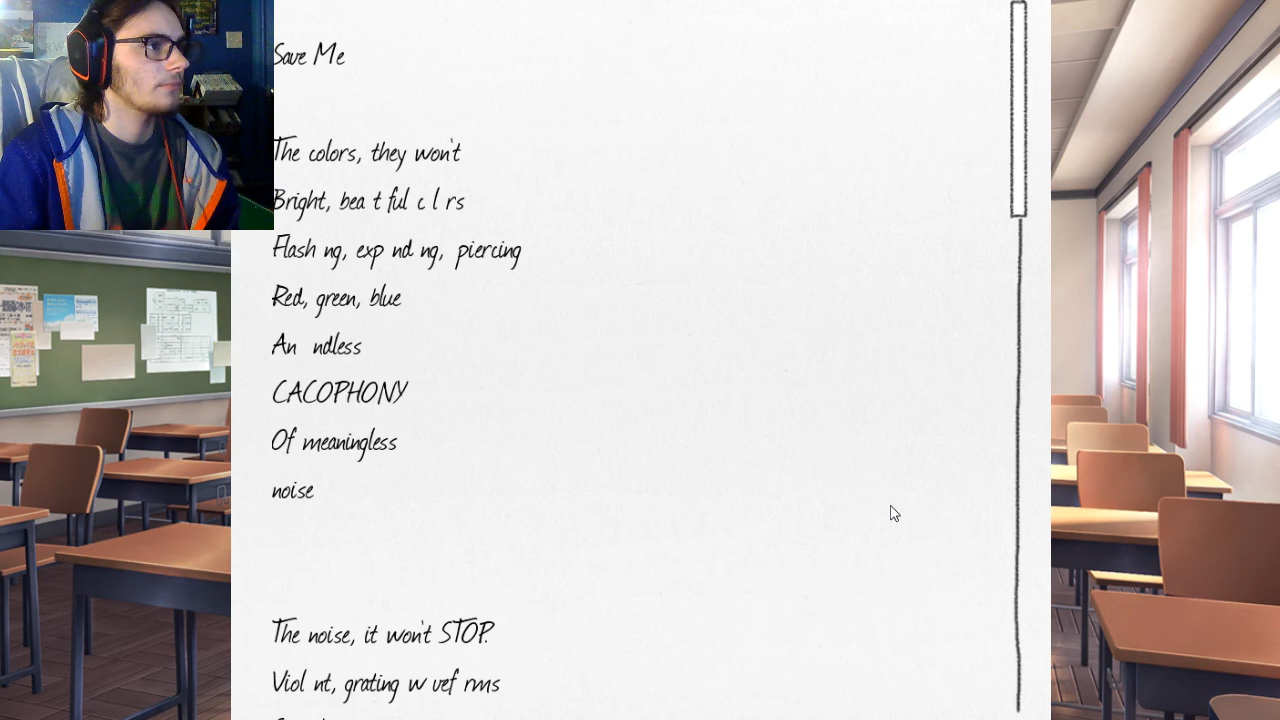 Save Me
The colors, they won't
Bright, bea t ful c l rs
Flash ng, exp nd ng, piercing
Red, green, blue
An ndless
CACOPHONY
Of meaningless
noise
The noise, it won't STOP.
Viol nt, grating w vef rms